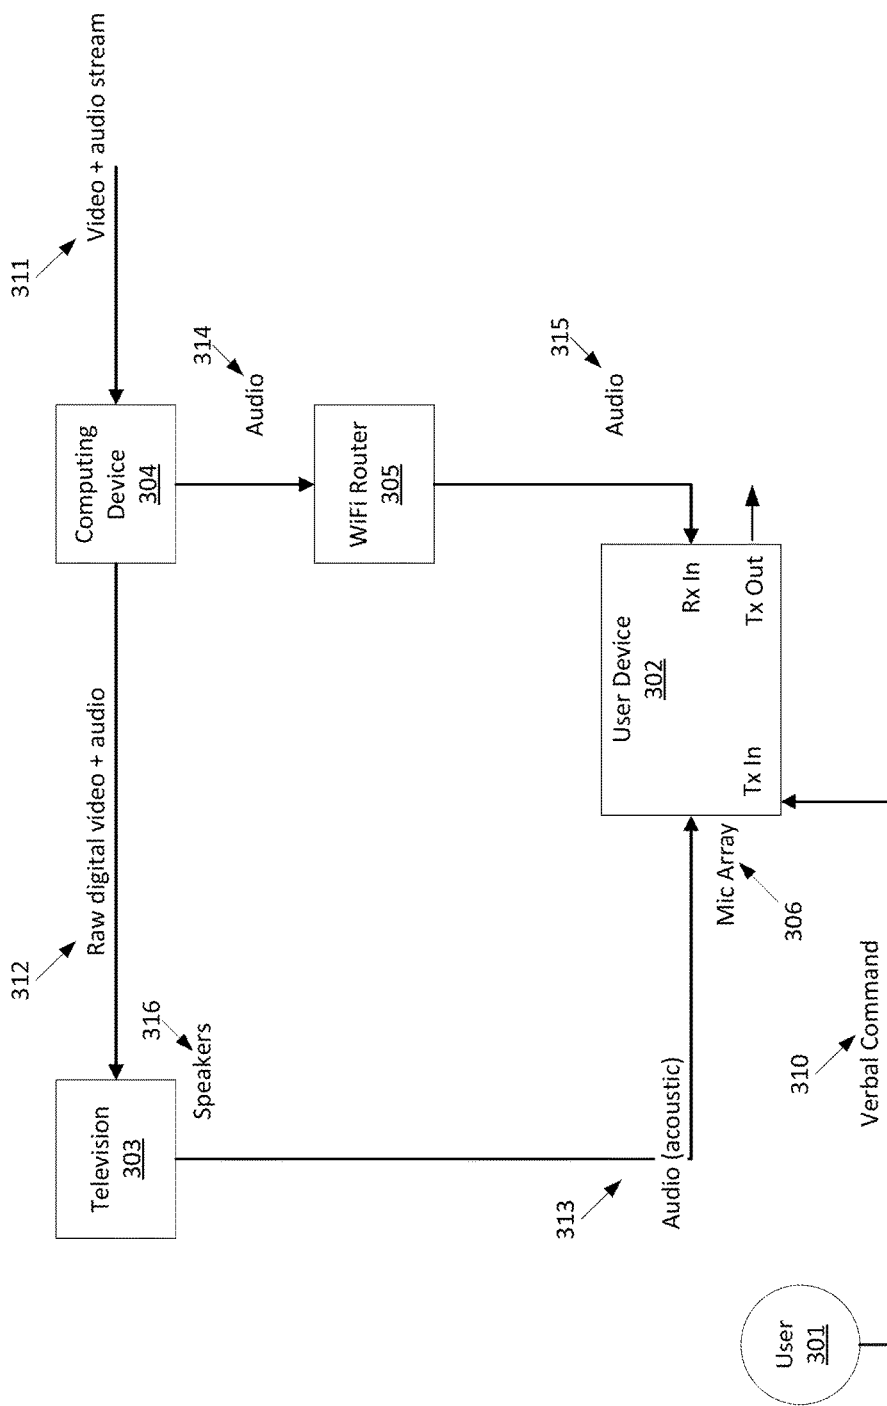 312
311
Raw digital video + audio
Video + audio stream
Television
303
Computing
Device
304
316
Speakers
314
Audio
WiFi Router
305
313
315
Audio
User Device
302
Audio (acoustic)
Rx In
Mic Array
Tx In
Tx Out
306
User
301
310
Verbal Command